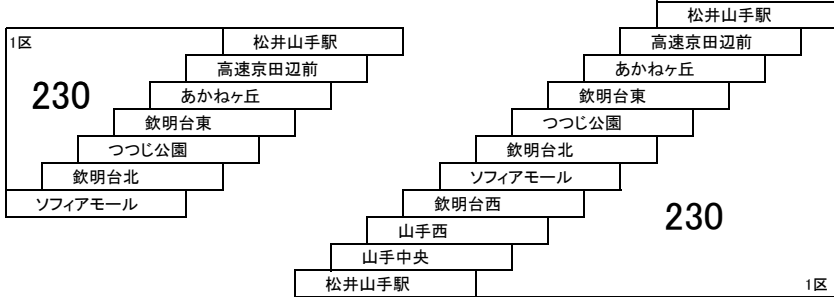 1区
松井山手駅
高速京田辺前
230
あかねヶ丘
欽明台東
つつじ公園
欽明台北
ソフィアモール
松井山手駅
高速京田辺前
あかねヶ丘
欽明台東
つつじ公園
欽明台北
ソフィアモール
欽明台西
230
山手西
山手中央
松井山手駅
1区